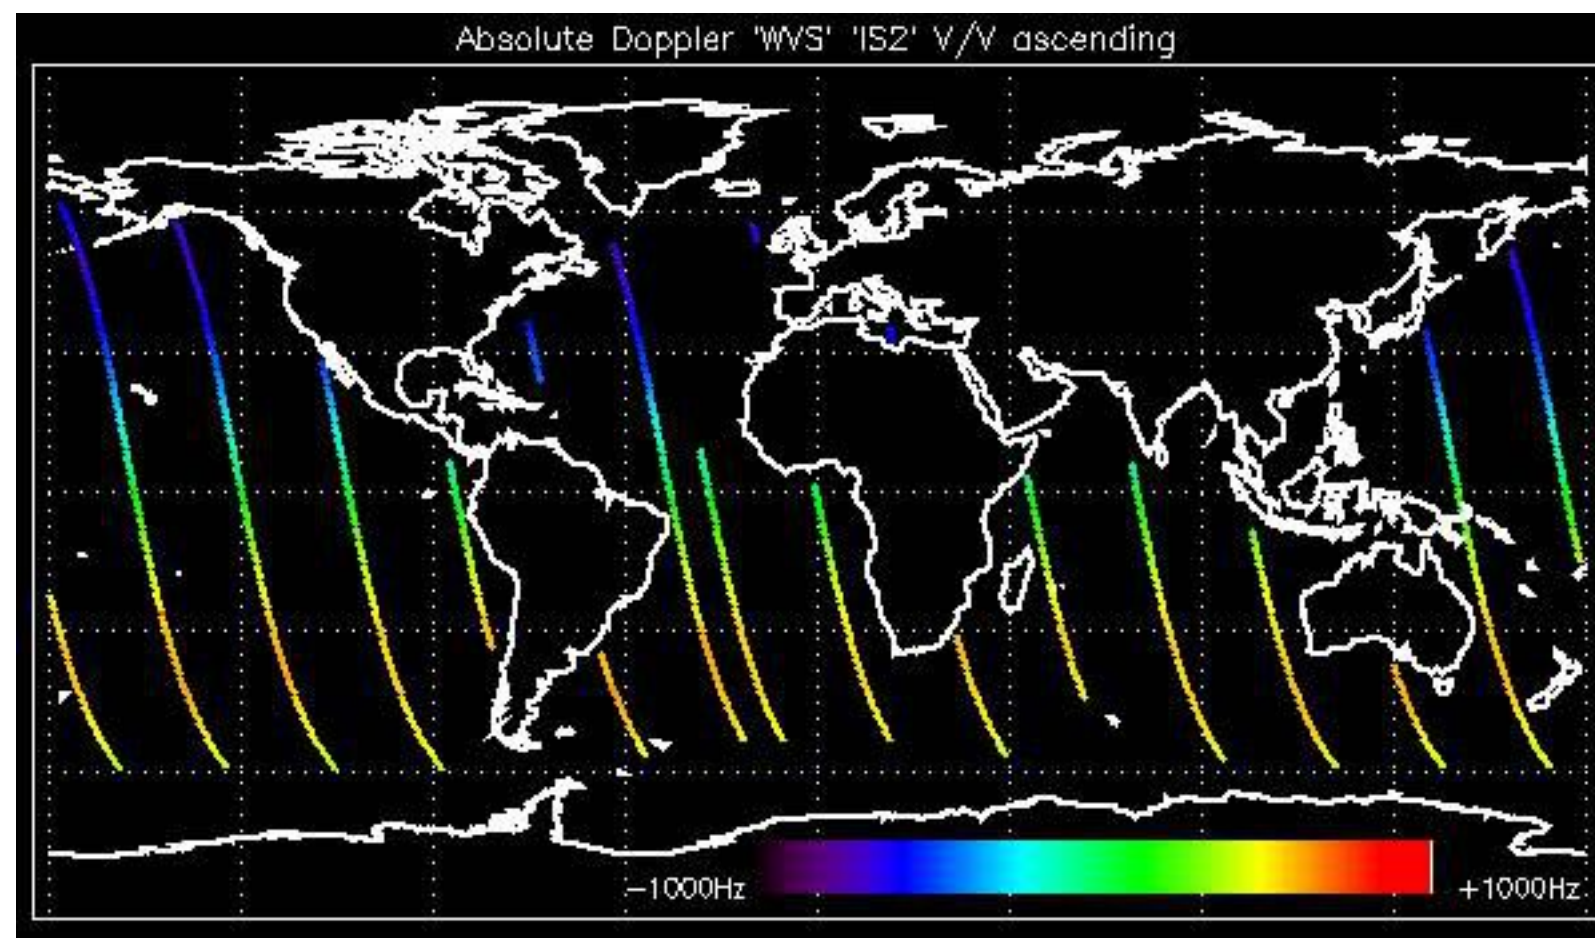 Absolute Doppler 'WVS' 'IS2' V/V ascending
−1000Hz +1000Hz